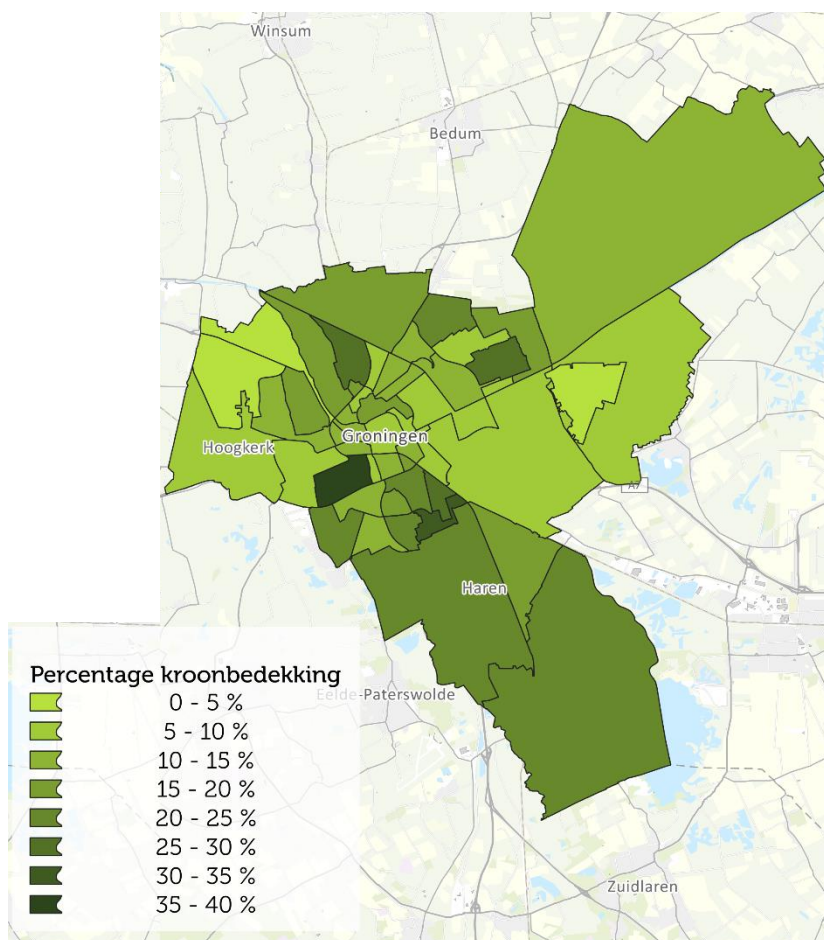 Winsum
Bedum
Groningen
Hoogkerk
A7
Haren
Eelde-Paterswolde
Zuidlaren
Percentage kroonbedekking
0 - 5 %
5 - 10 %
10 - 15 %
15 - 20 %
20 - 25 %
25 - 30 %
30 - 35 %
35 - 40 %